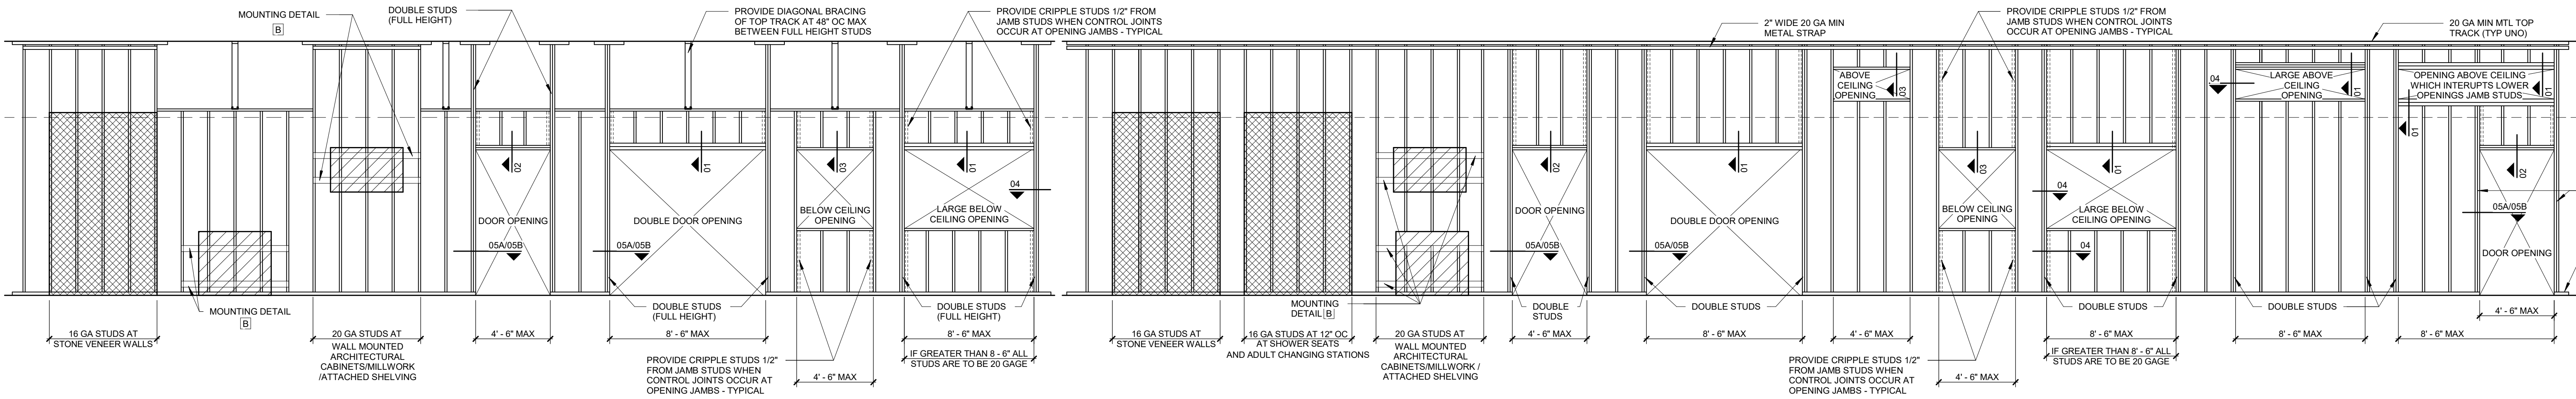 MOUNTING DETAIL
B
DOUBLE STUDS
(FULL HEIGHT)
PROVIDE DIAGONAL BRACING
OF TOP TRACK AT 48" OC MAX
BETWEEN FULL HEIGHT STUDS
PROVIDE CRIPPLE STUDS 1/2" FROM
JAMB STUDS WHEN CONTROL JOINTS
OCCUR AT OPENING JAMBS - TYPICAL
2" WIDE 20 GA MIN
METAL STRAP
PROVIDE CRIPPLE STUDS 1/2" FROM
JAMB STUDS WHEN CONTROL JOINTS
OCCUR AT OPENING JAMBS - TYPICAL
20 GA MIN MTL TOP
TRACK (TYP UNO)
02
01
03
01
04
DOOR OPENING
DOUBLE DOOR OPENING
BELOW CEILING
OPENING
LARGE BELOW
CEILING OPENING
05A/05B
05A/05B
MOUNTING DETAIL
B
DOUBLE STUDS
(FULL HEIGHT)
DOUBLE STUDS
(FULL HEIGHT)
16 GA STUDS AT
STONE VENEER WALLS
20 GA STUDS AT
WALL MOUNTED
ARCHITECTURAL
CABINETS/MILLWORK
/ATTACHED SHELVING
4' - 6" MAX
8' - 6" MAX
PROVIDE CRIPPLE STUDS 1/2"
FROM JAMB STUDS WHEN
CONTROL JOINTS OCCUR AT
OPENING JAMBS - TYPICAL
4' - 6" MAX
8' - 6" MAX
IF GREATER THAN 8 - 6" ALL
STUDS ARE TO BE 20 GAGE
02
01
ABOVE
CEILING
OPENING
03
03
01
04
LARGE ABOVE
CEILING
OPENING
01
OPENING ABOVE CEILING
WHICH INTERUPTS LOWER
OPENINGS JAMB STUDS
01
01
02
DOOR OPENING
DOUBLE DOOR OPENING
BELOW CEILING
OPENING
04
LARGE BELOW
CEILING OPENING
04
05A/05B
05A/05B
05A/05B
DOOR OPENING
MOUNTING
DETAIL B
DOUBLE
STUDS
DOUBLE STUDS
DOUBLE STUDS
DOUBLE STUDS
16 GA STUDS AT
STONE VENEER WALLS
16 GA STUDS AT 12" OC
AT SHOWER SEATS
AND ADULT CHANGING STATIONS
20 GA STUDS AT
WALL MOUNTED
ARCHITECTURAL
CABINETS/MILLWORK /
ATTACHED SHELVING
4' - 6" MAX
8' - 6" MAX
4' - 6" MAX
PROVIDE CRIPPLE STUDS 1/2"
FROM JAMB STUDS WHEN
CONTROL JOINTS OCCUR AT
OPENING JAMBS - TYPICAL
4' - 6" MAX
8' - 6" MAX
IF GREATER THAN 8' - 6" ALL
STUDS ARE TO BE 20 GAGE
8' - 6" MAX
4' - 6" MAX
8' - 6" MAX